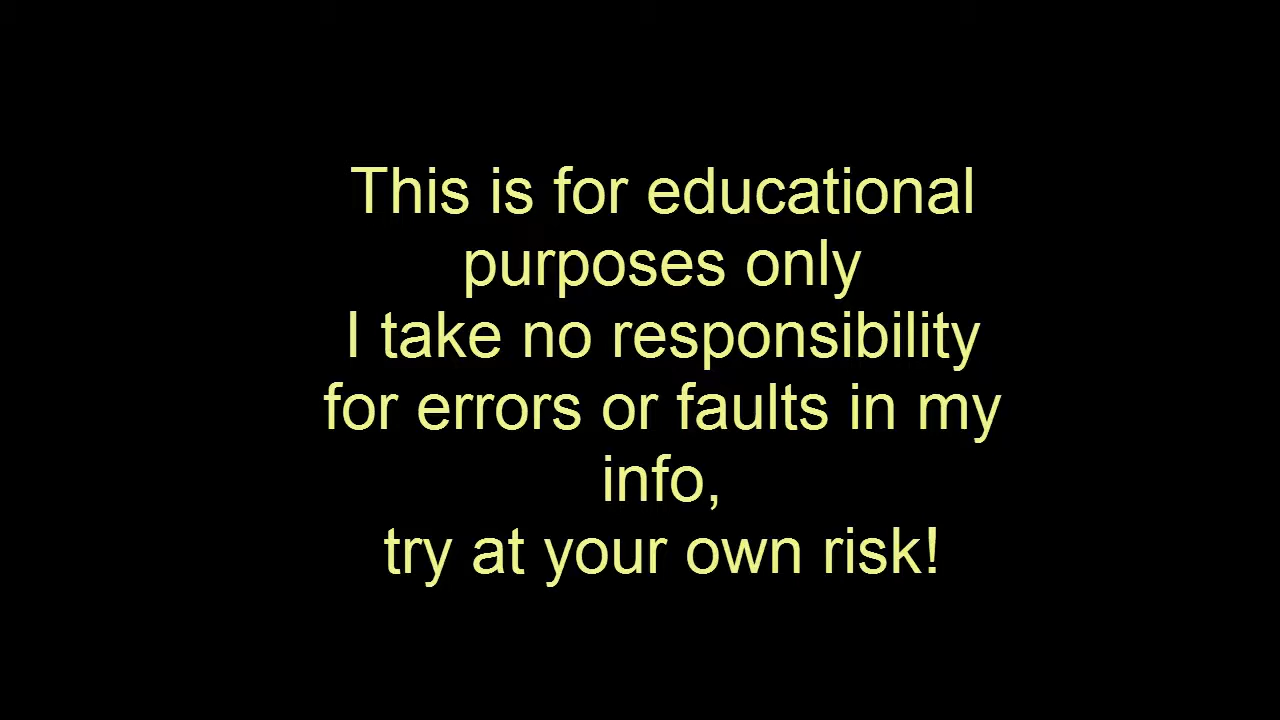 This is for educational
purposes only
I take no responsibility
for errors or faults in my
info,
try at your own risk!